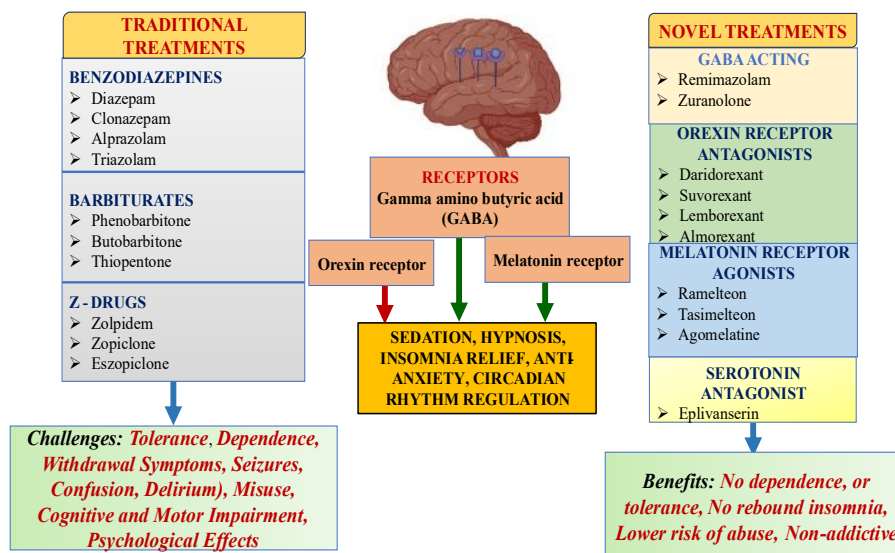 TRADITIONAL
TREATMENTS
BENZODIAZEPINES
➢ Diazepam
➢ Clonazepam
➢ Alprazolam
➢ Triazolam
BARBITURATES
➢ Phenobarbitone
➢ Butobarbitone
➢ Thiopentone
Z - DRUGS
➢ Zolpidem
➢ Zopiclone
➢ Eszopiclone
Challenges: Tolerance, Dependence,
Withdrawal Symptoms, Seizures,
Confusion, Delirium), Misuse,
Cognitive and Motor Impairment,
Psychological Effects
RECEPTORS
Gamma amino butyric acid
(GABA)
Orexin receptor
Melatonin receptor
SEDATION, HYPNOSIS,
INSOMNIA RELIEF, ANTI-
ANXIETY, CIRCADIAN
RHYTHM REGULATION
NOVEL TREATMENTS
GABA ACTING
➢ Remimazolam
➢ Zuranolone
OREXIN RECEPTOR
ANTAGONISTS
➢ Daridorexant
➢ Suvorexant
➢ Lemborexant
➢ Almorexant
MELATONIN RECEPTOR
AGONISTS
➢ Ramelteon
➢ Tasimelteon
➢ Agomelatine
SEROTONIN
ANTAGONIST
➢ Eplivanserin
Benefits: No dependence, or
tolerance, No rebound insomnia,
Lower risk of abuse, Non-addictive